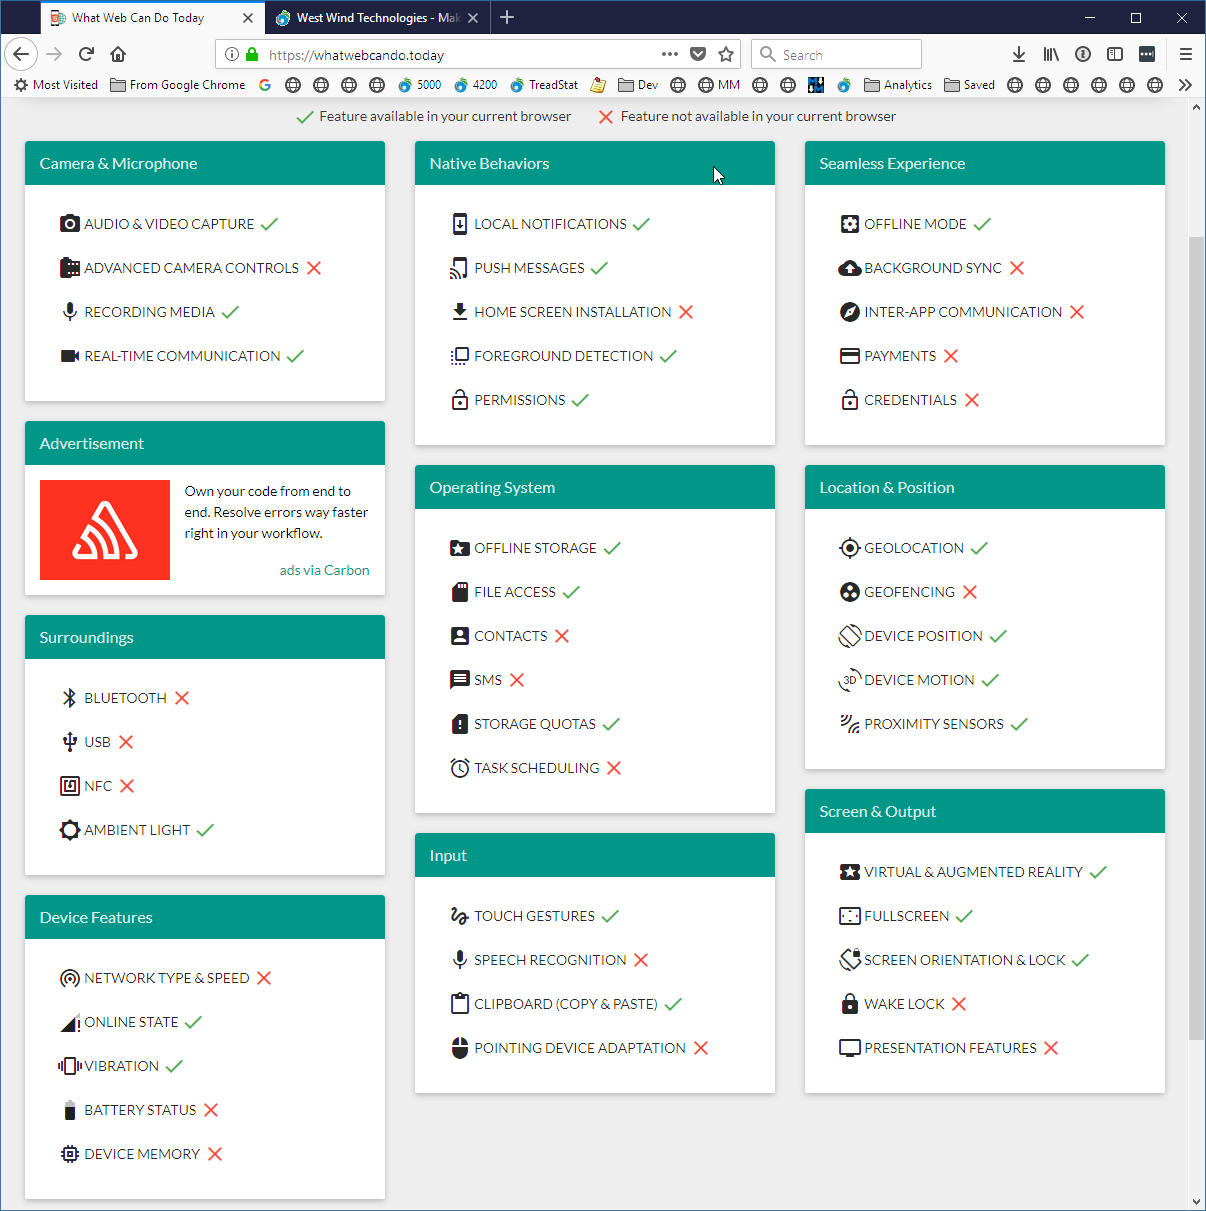 What Web Can Do Today
West Wind Technologies - Mak
https://whatwebcando.today
Search
Most Visited
From Google Chrome
5000
4200
TreadStat
Dev
MM
Analytics
Saved
Feature available in your current browser
Feature not available in your current browser
Camera & Microphone
AUDIO & VIDEO CAPTURE
ADVANCED CAMERA CONTROLS
RECORDING MEDIA
REAL-TIME COMMUNICATION
Advertisement
Own your code from end to
end. Resolve errors way faster
right in your workflow.
ads via Carbon
Surroundings
BLUETOOTH
USB
NFC
AMBIENT LIGHT
Device Features
NETWORK TYPE & SPEED
ONLINE STATE
VIBRATION
BATTERY STATUS
DEVICE MEMORY
Native Behaviors
LOCAL NOTIFICATIONS
PUSH MESSAGES
HOME SCREEN INSTALLATION
FOREGROUND DETECTION
PERMISSIONS
Operating System
OFFLINE STORAGE
FILE ACCESS
CONTACTS
SMS
STORAGE QUOTAS
TASK SCHEDULING
Input
TOUCH GESTURES
SPEECH RECOGNITION
CLIPBOARD (COPY & PASTE)
POINTING DEVICE ADAPTATION
Seamless Experience
OFFLINE MODE
BACKGROUND SYNC
INTER-APP COMMUNICATION
PAYMENTS
CREDENTIALS
Location & Position
GEOLOCATION
GEOFENCING
DEVICE POSITION
3D DEVICE MOTION
PROXIMITY SENSORS
Screen & Output
VIRTUAL & AUGMENTED REALITY
FULLSCREEN
SCREEN ORIENTATION & LOCK
WAKE LOCK
PRESENTATION FEATURES